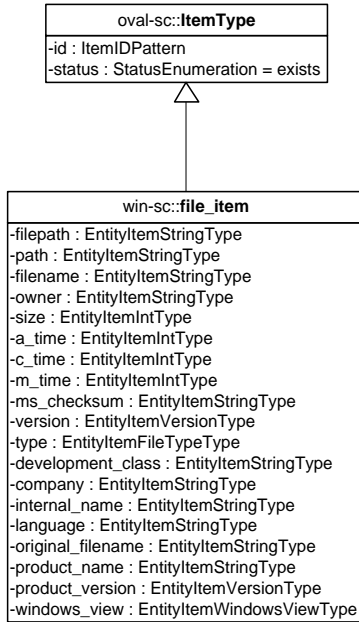 oval-sc::ItemType
-id : ItemIDPattern
-status : StatusEnumeration = exists
win-sc::file_item
-filepath : EntityItemStringType
-path : EntityItemStringType
-filename : EntityItemStringType
-owner : EntityItemStringType
-size : EntityItemIntType
-a_time : EntityItemIntType
-c_time : EntityItemIntType
-m_time : EntityItemIntType
-ms_checksum : EntityItemStringType
-version : EntityItemVersionType
-type : EntityItemFileTypeType
-development_class : EntityItemStringType
-company : EntityItemStringType
-internal_name : EntityItemStringType
-language : EntityItemStringType
-original_filename : EntityItemStringType
-product_name : EntityItemStringType
-product_version : EntityItemVersionType
-windows_view : EntityItemWindowsViewType